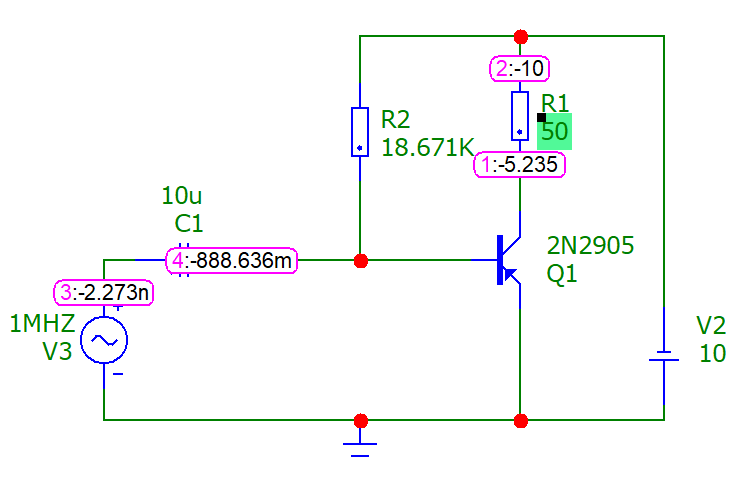 2:-10
R1
50
R2
18.671K
1:-5.235
10u
C1
4:-888.636m
2N2905
Q1
3:-2.273n
1MHZ
V3
V2
10